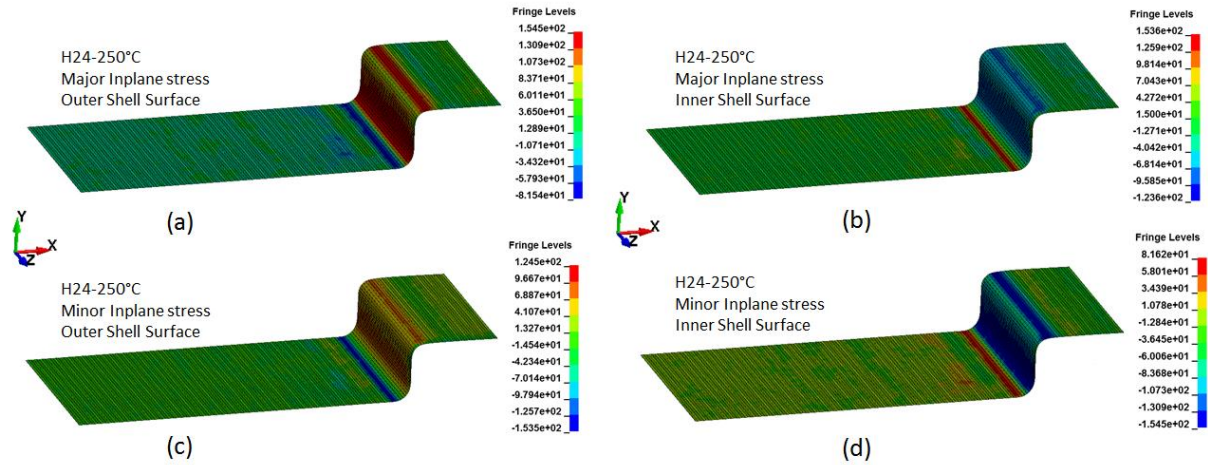 Fringe Levels
1.545e+02
1.309e+02
1.073e+02
8.371e+01
6.011e+01
3.650e+01
1.289e+01
-1.071e+01
-3.432e+01
-5.793e+01
-8.154e+01
H24-250°C
Major Inplane stress
Outer Shell Surface
(a)
Fringe Levels
1.536e+02
1.259e+02
9.814e+01
7.043e+01
4.272e+01
1.500e+01
-1.271e+01
-4.042e+01
-6.814e+01
-9.585e+01
-1.236e+02
H24-250°C
Major Inplane stress
Inner Shell Surface
(b)
Y
X
Z
Y
X
Z
Fringe Levels
1.245e+02
9.667e+01
6.887e+01
4.107e+01
1.327e+01
-1.454e+01
-4.234e+01
-7.014e+01
-9.794e+01
-1.257e+02
-1.535e+02
H24-250°C
Minor Inplane stress
Outer Shell Surface
(c)
Fringe Levels
8.162e+01
5.801e+01
3.439e+01
1.078e+01
-1.284e+01
-3.645e+01
-6.006e+01
-8.368e+01
-1.073e+02
-1.309e+02
-1.545e+02
H24-250°C
Minor Inplane stress
Inner Shell Surface
(d)